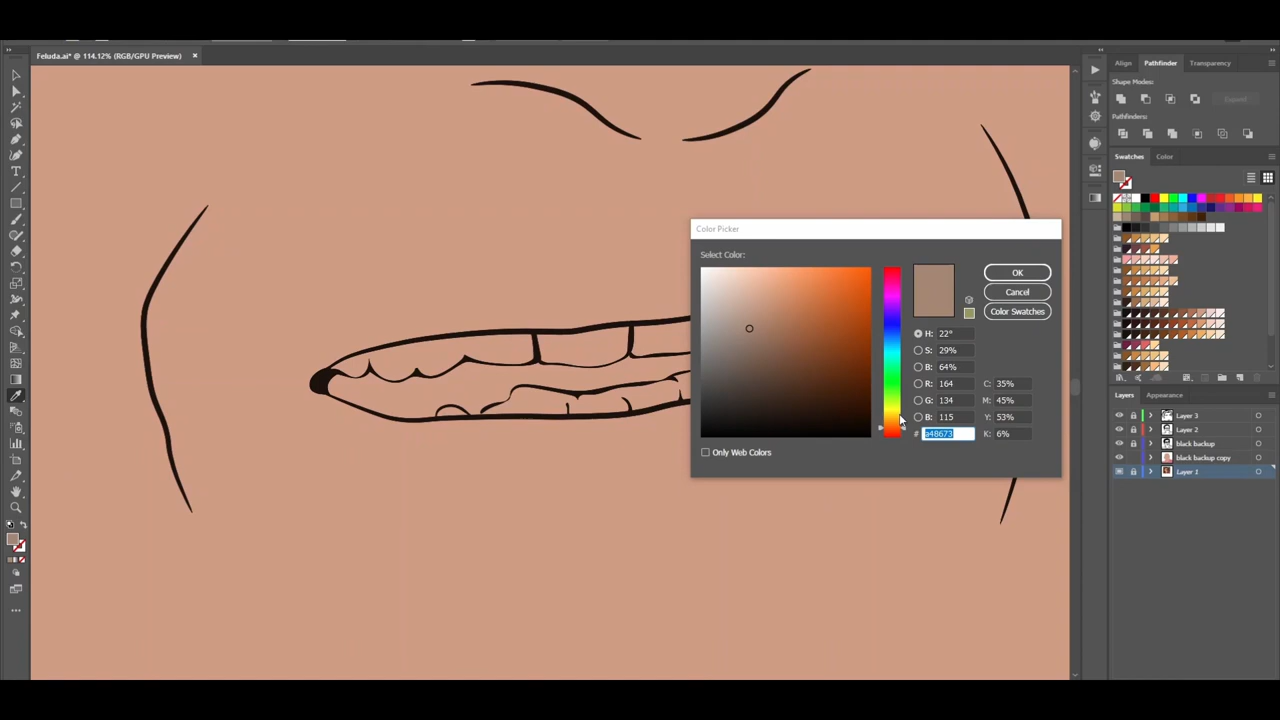 Feluda.ai* @ 114.12% (RGB/GPU Preview) ×
Align Pathfinder Transparency
Shape Modes:
Expand
Pathfinders:
Swatches Color
Color Picker
Select Color:
OK
Cancel
Color Swatches
H: 22°
S: 29%
B: 64%
R: 164 C: 35%
G: 134 M: 45%
B: 115 Y: 53%
# a48673 K: 6%
Only Web Colors
Layers Appearance
Layer 3
Layer 2
black backup
black backup copy
Layer 1